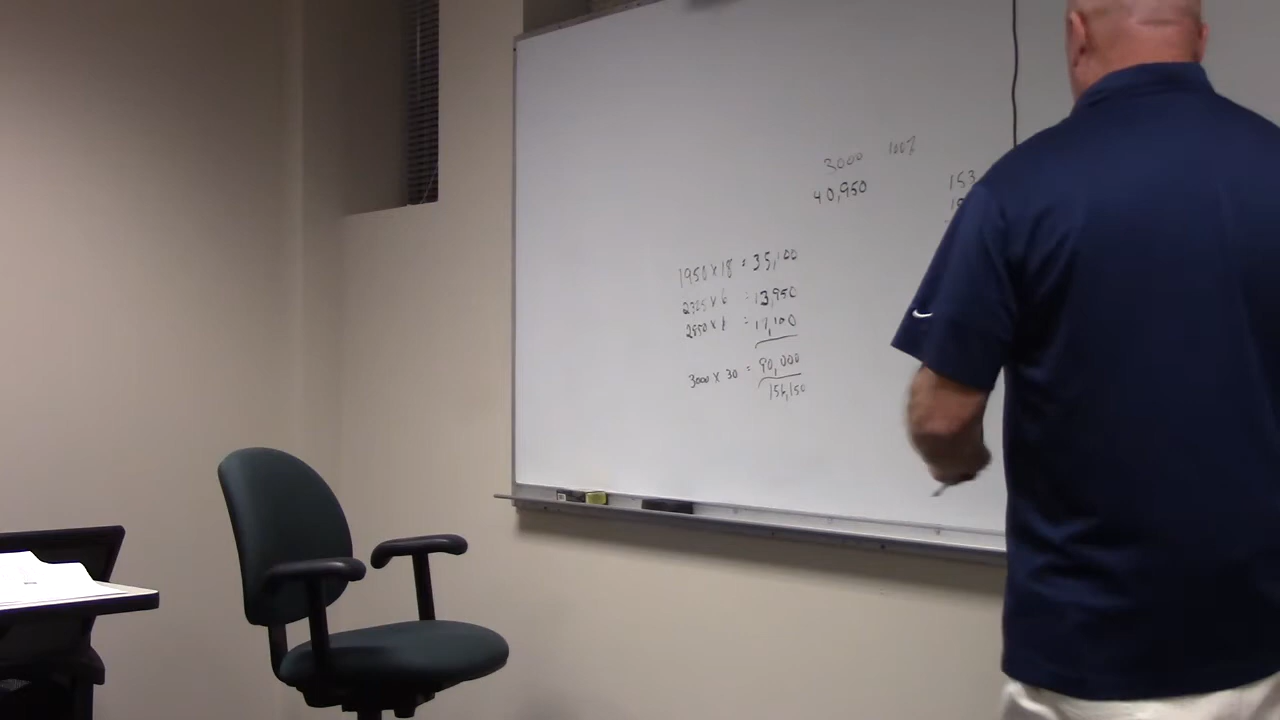 3000 100%
40,950
153
1950 x 18 = 35,100
2325 x 6 = 13,950
2850 x 6 = 17,100
3000 x 30 = 90,000
156,150